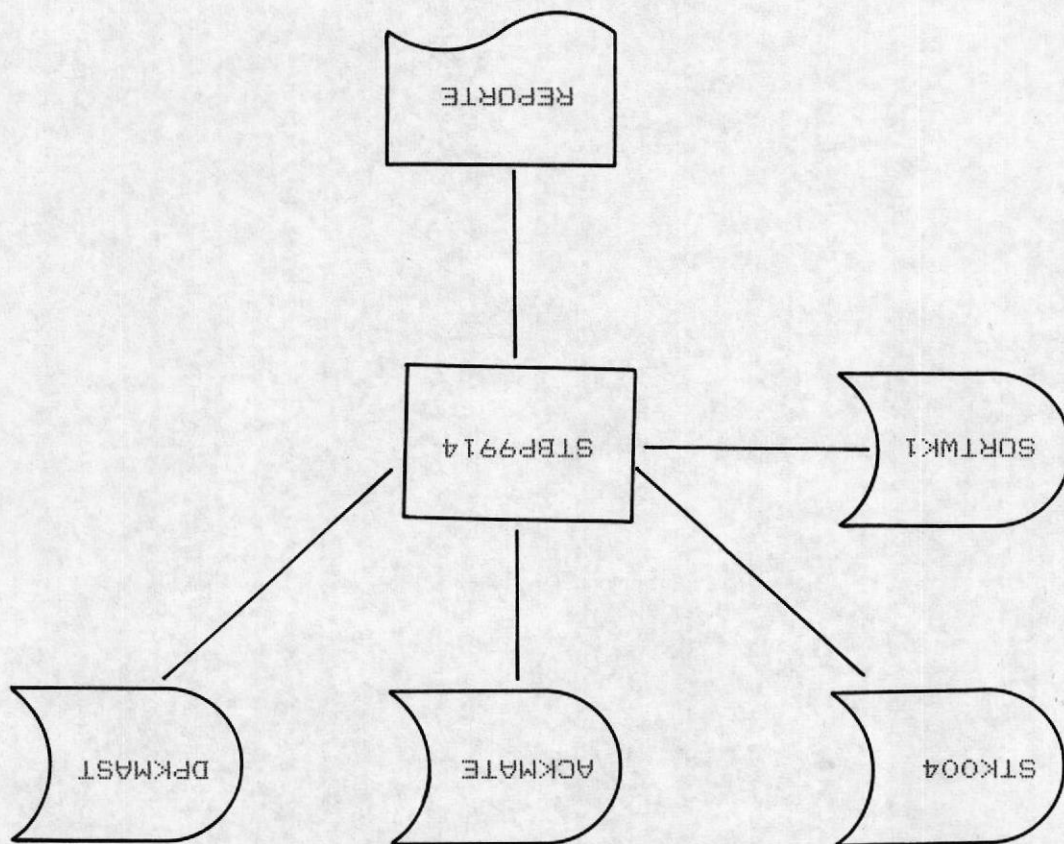 STK004
ACKMATE
DPKMAST
SORTWK1
STBP9914
REPORTE